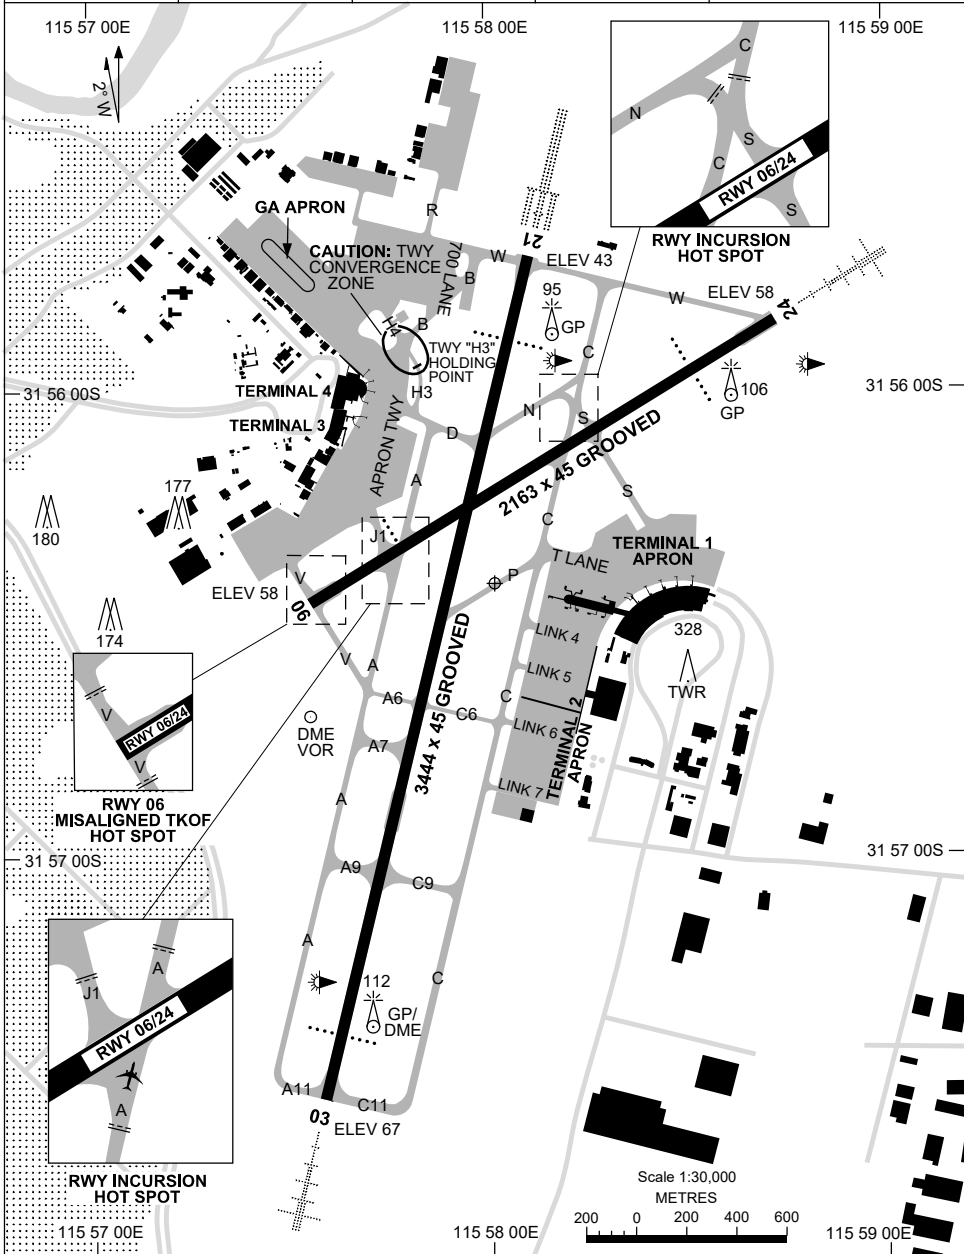 115 57 00E
115 58 00E
115 59 00E
2° W
C
N
S
C
RWY 06/24
S
RWY INCURSION
HOT SPOT
GA APRON
R
CAUTION: TWY
CONVERGENCE
ZONE
700 LANE
W
21
ELEV 43
B
95
GP
W
ELEV 58
24
H4
B
TWY "H3"
HOLDING
POINT
C
31 56 00S
31 56 00S
TERMINAL 4
H3
106
GP
N
S
TERMINAL 3
D
APRON TWY
2163 x 45 GROOVED
A
177
180
S
C
J1
TERMINAL 1
APRON
T LANE
V
P
ELEV 58
06
174
LINK 4
328
TWR
V
A
LINK 5
A6
C
C6
LINK 6
DME
VOR
A7
3444 x 45 GROOVED
TERMINAL 2
APRON
LINK 7
V
RWY 06/24
V
RWY 06
MISALIGNED TKOF
HOT SPOT
A
31 57 00S
31 57 00S
A9
C9
A
C
A
J1
RWY 06/24
A
RWY INCURSION
HOT SPOT
112
GP/
DME
A11
C11
03
ELEV 67
Scale 1:30,000
METRES
200
0
200
400
600
115 57 00E
115 58 00E
115 59 00E